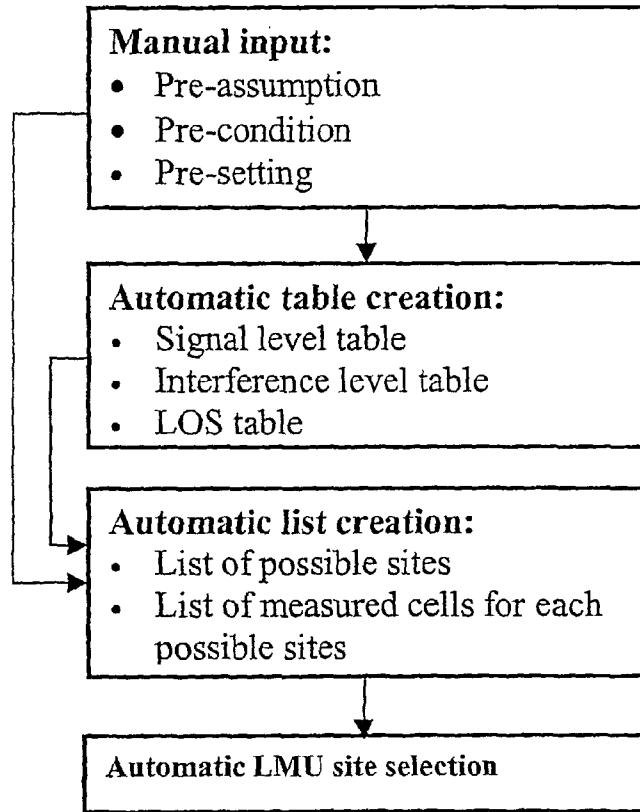 Manual input:
• Pre-assumption
• Pre-condition
• Pre-setting
Automatic table creation:
• Signal level table
• Interference level table
• LOS table
Automatic list creation:
• List of possible sites
• List of measured cells for each
possible sites
Automatic LMU site selection